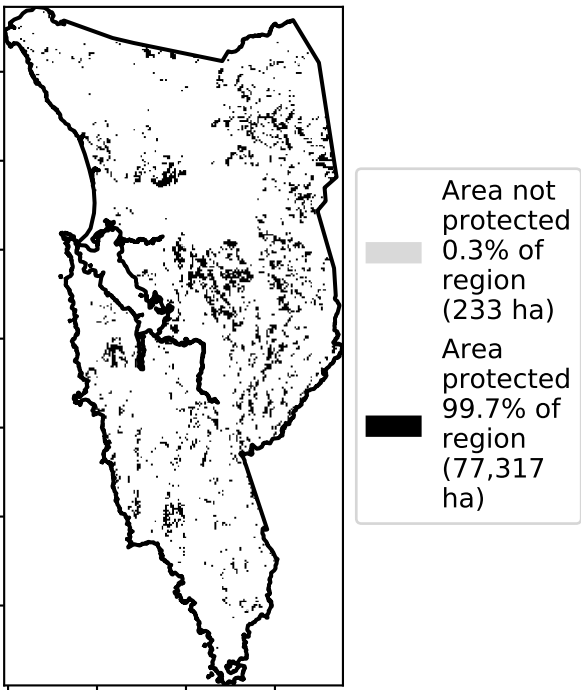 Area not
protected
0.3% of
region
(233 ha)
Area
protected
99.7% of
region
(77,317
ha)